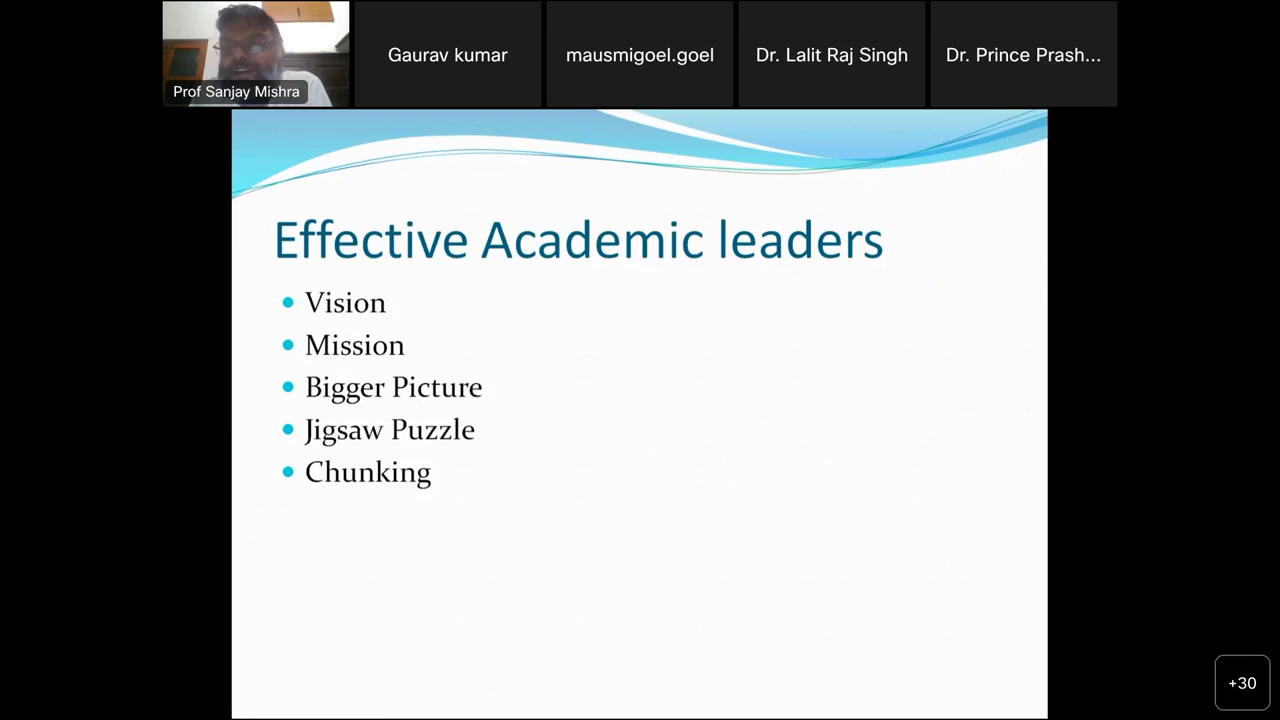 Prof Sanjay Mishra
Gaurav kumar
mausmigoel.goel
Dr. Lalit Raj Singh
Dr. Prince Prash...
Effective Academic leaders
• Vision
• Mission
• Bigger Picture
• Jigsaw Puzzle
• Chunking
+30